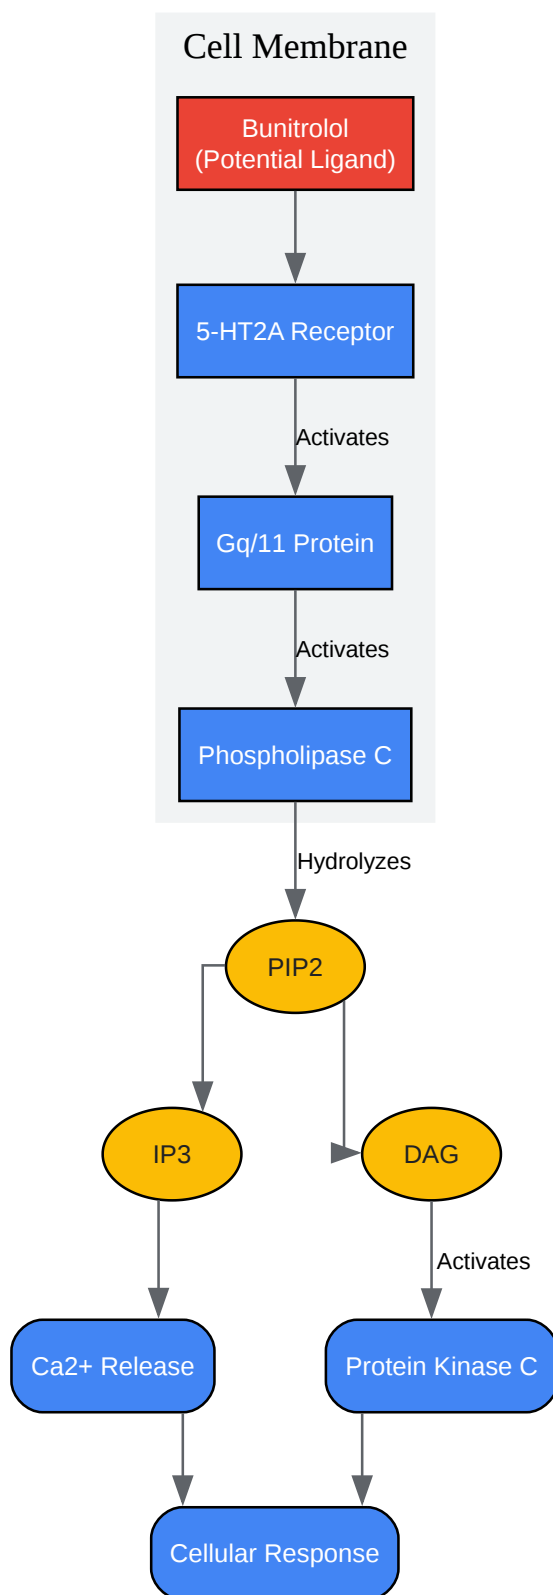 Cell Membrane
Bunitrolol
(Potential Ligand)
5-HT2A Receptor
Activates
Gq/11 Protein
Activates
Phospholipase C
Hydrolyzes
PIP2
IP3
DAG
Activates
Ca2+ Release
Protein Kinase C
Cellular Response